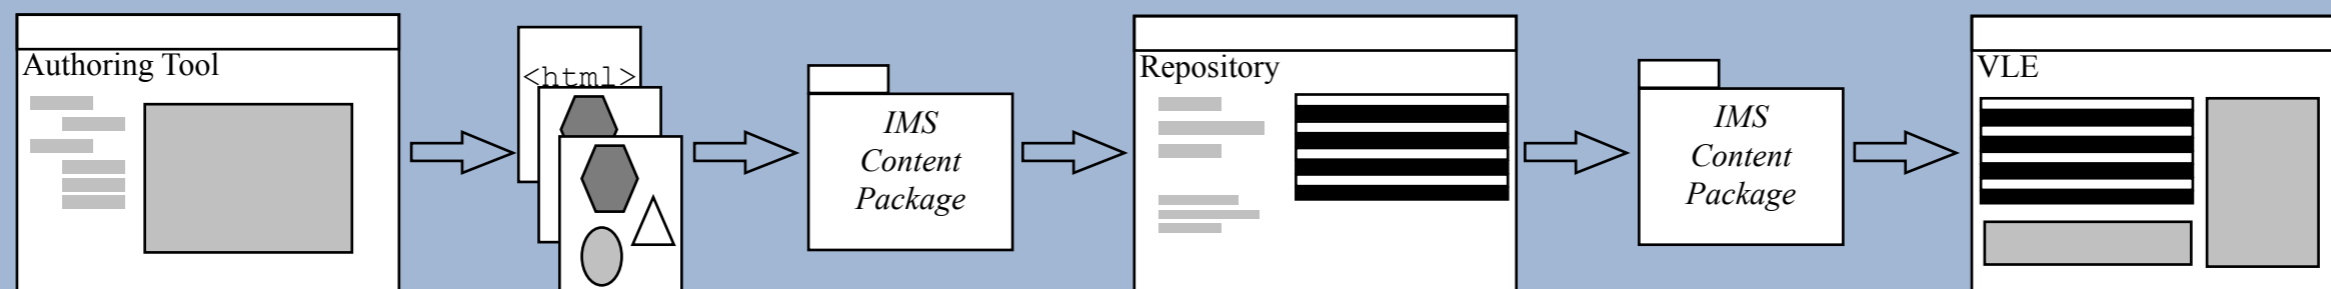 Authoring Tool
<html>
IMS
Content
Package
Repository
IMS
Content
Package
VLE